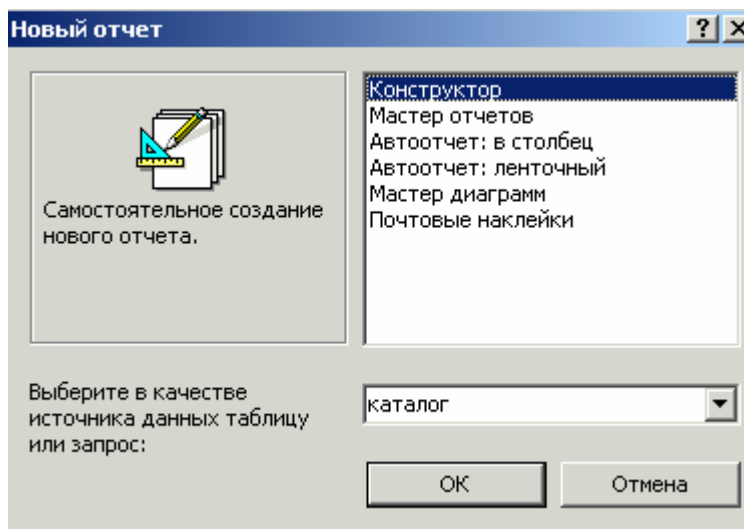 Новый отчет
Самостоятельное создание
нового отчета.
Конструктор
Мастер отчетов
Автоотчет: в столбец
Автоотчет: ленточный
Мастер диаграмм
Почтовые наклейки
Выберите в качестве
источника данных таблицу
или запрос:
каталог
ОК
Отмена